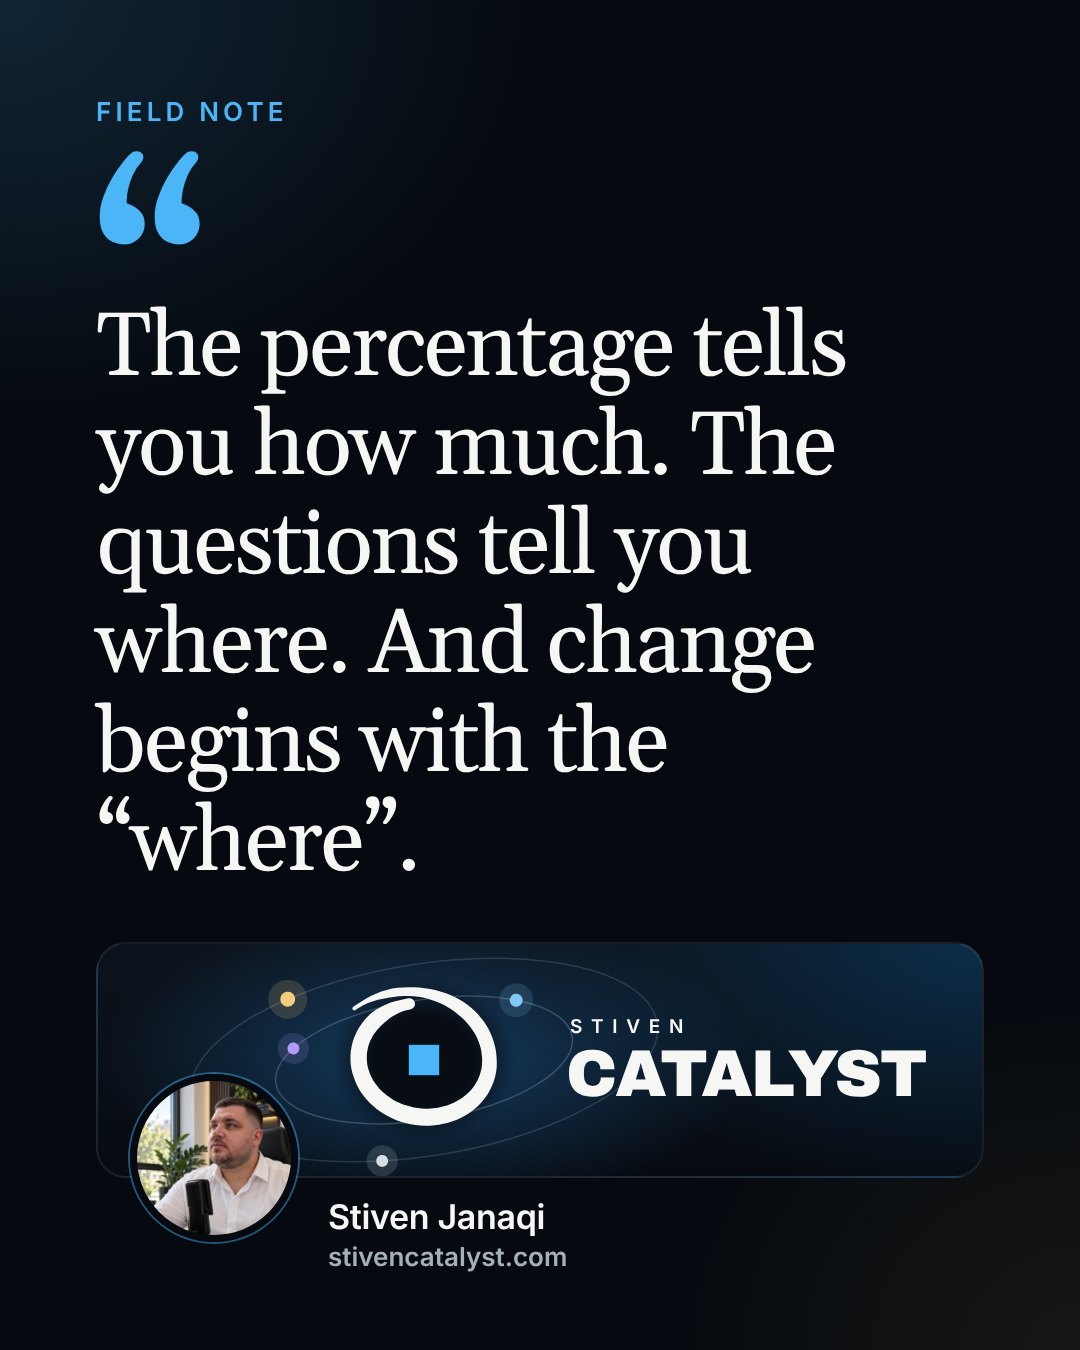 FIELD NOTE
“
The percentage tells
you how much. The
questions tell you
where. And change
begins with the
“where”.
STIVEN
CATALYST
Stiven Janaqi
stivencatalyst.com